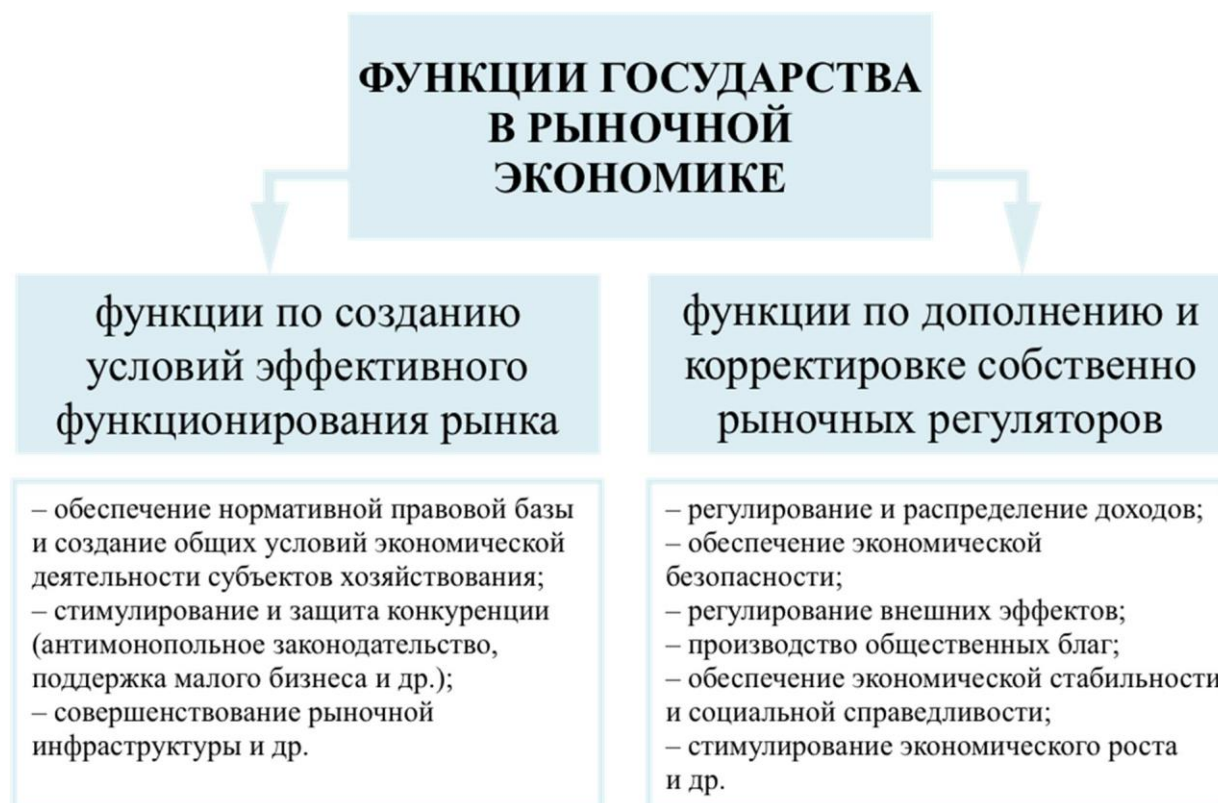 ФУНКЦИИ ГОСУДАРСТВА
В РЫНОЧНОЙ
ЭКОНОМИКЕ
функции по созданию
условий эффективного
функционирования рынка
– обеспечение нормативной правовой базы
и создание общих условий экономической
деятельности субъектов хозяйствования;
– стимулирование и защита конкуренции
(антимонопольное законодательство,
поддержка малого бизнеса и др.);
– совершенствование рыночной
инфраструктуры и др.
функции по дополнению и
корректировке собственно
рыночных регуляторов
– регулирование и распределение доходов;
– обеспечение экономической
безопасности;
– регулирование внешних эффектов;
– производство общественных благ;
– обеспечение экономической стабильности
и социальной справедливости;
– стимулирование экономического роста
и др.